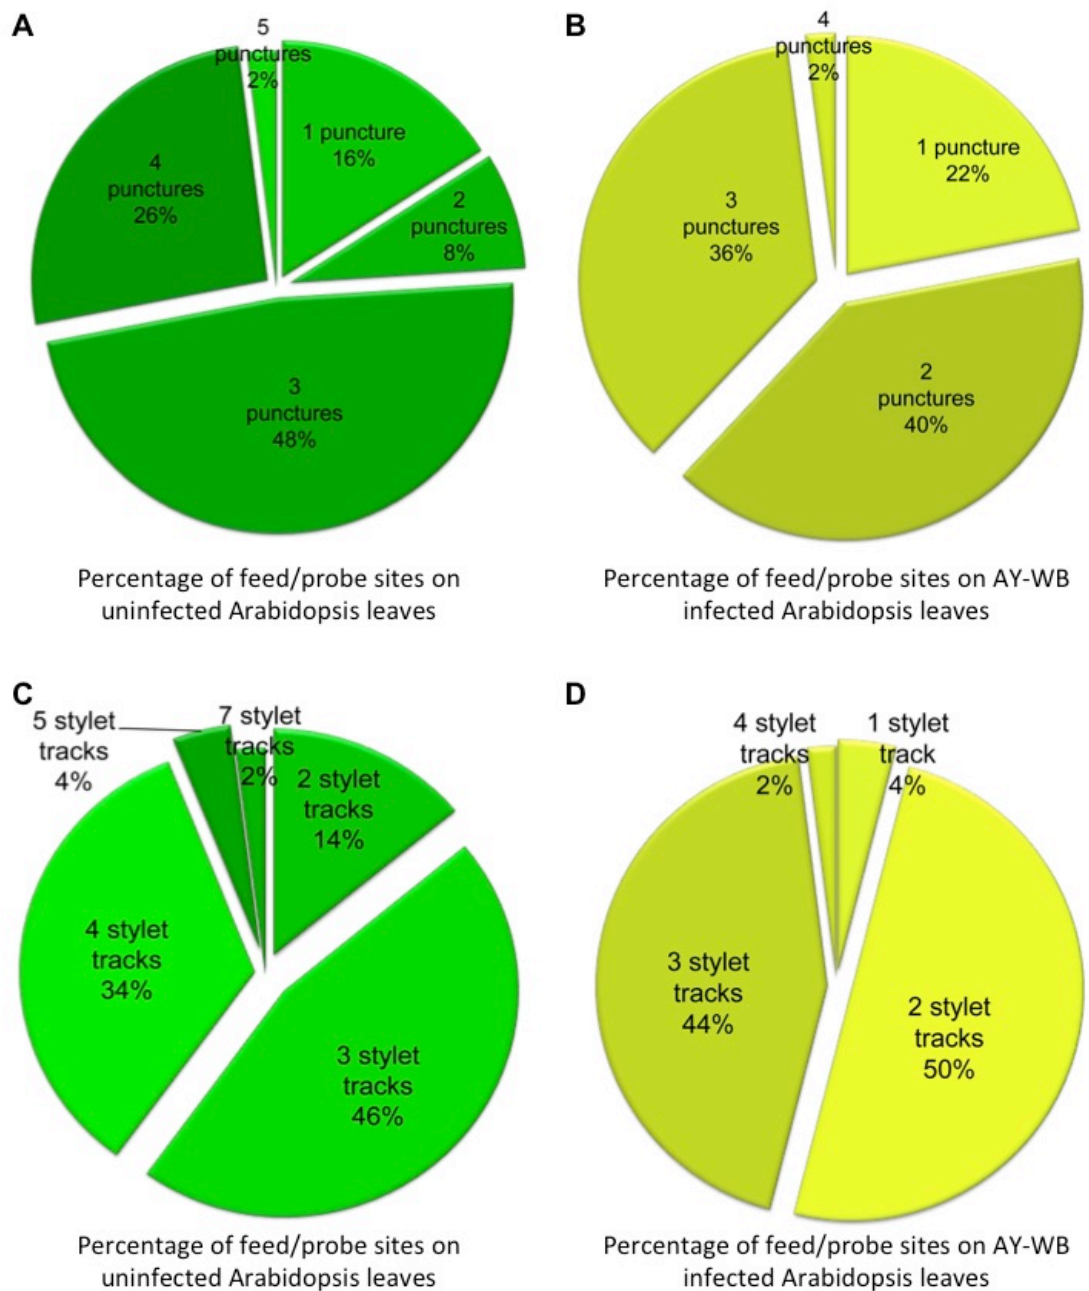 A
5
punctures
2%
1 puncture
16%
2
punctures
8%
3
punctures
48%
4
punctures
26%
Percentage of feed/probe sites on
uninfected Arabidopsis leaves
B
4
punctures
2%
1 puncture
22%
2
punctures
40%
3
punctures
36%
Percentage of feed/probe sites on AY-WB
infected Arabidopsis leaves
C
5 stylet
tracks
4%
7 stylet
tracks
2%
2 stylet
tracks
14%
3 stylet
tracks
46%
4 stylet
tracks
34%
Percentage of feed/probe sites on
uninfected Arabidopsis leaves
D
4 stylet
tracks
2%
1 stylet
track
4%
2 stylet
tracks
50%
3 stylet
tracks
44%
Percentage of feed/probe sites on AY-WB
infected Arabidopsis leaves